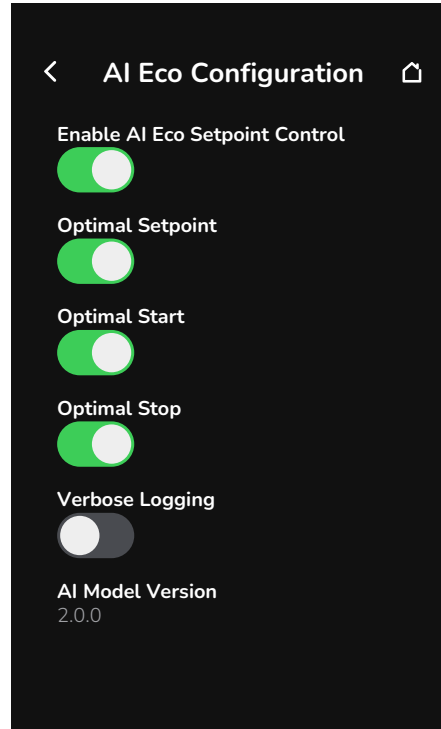 AI Eco Configuration
Enable AI Eco Setpoint Control
Optimal Setpoint
Optimal Start
Optimal Stop
Verbose Logging
AI Model Version
2.0.0